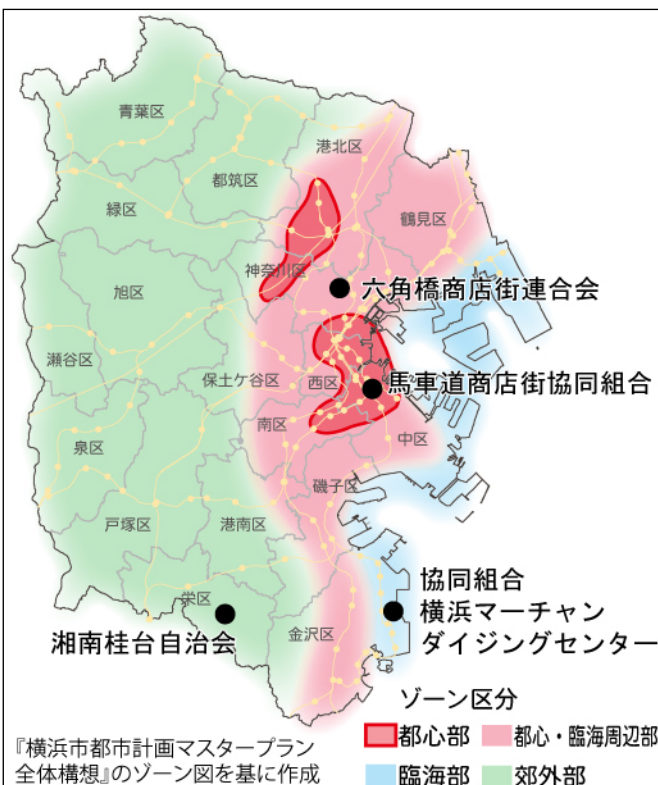 青葉区
港北区
都筑区
緑区
鶴見区
神奈川区
六角橋商店街連合会
旭区
瀬谷区
保土ケ谷区
西区
馬車道商店街協同組合
南区
中区
泉区
磯子区
戸塚区
港南区
協同組合
横浜マーチャン
ダイジングセンター
栄区
湘南桂台自治会
金沢区
ゾーン区分
都心部
都心・臨海周辺部
臨海部
郊外部
『横浜市都市計画マスタープラン
全体構想』のゾーン図を基に作成